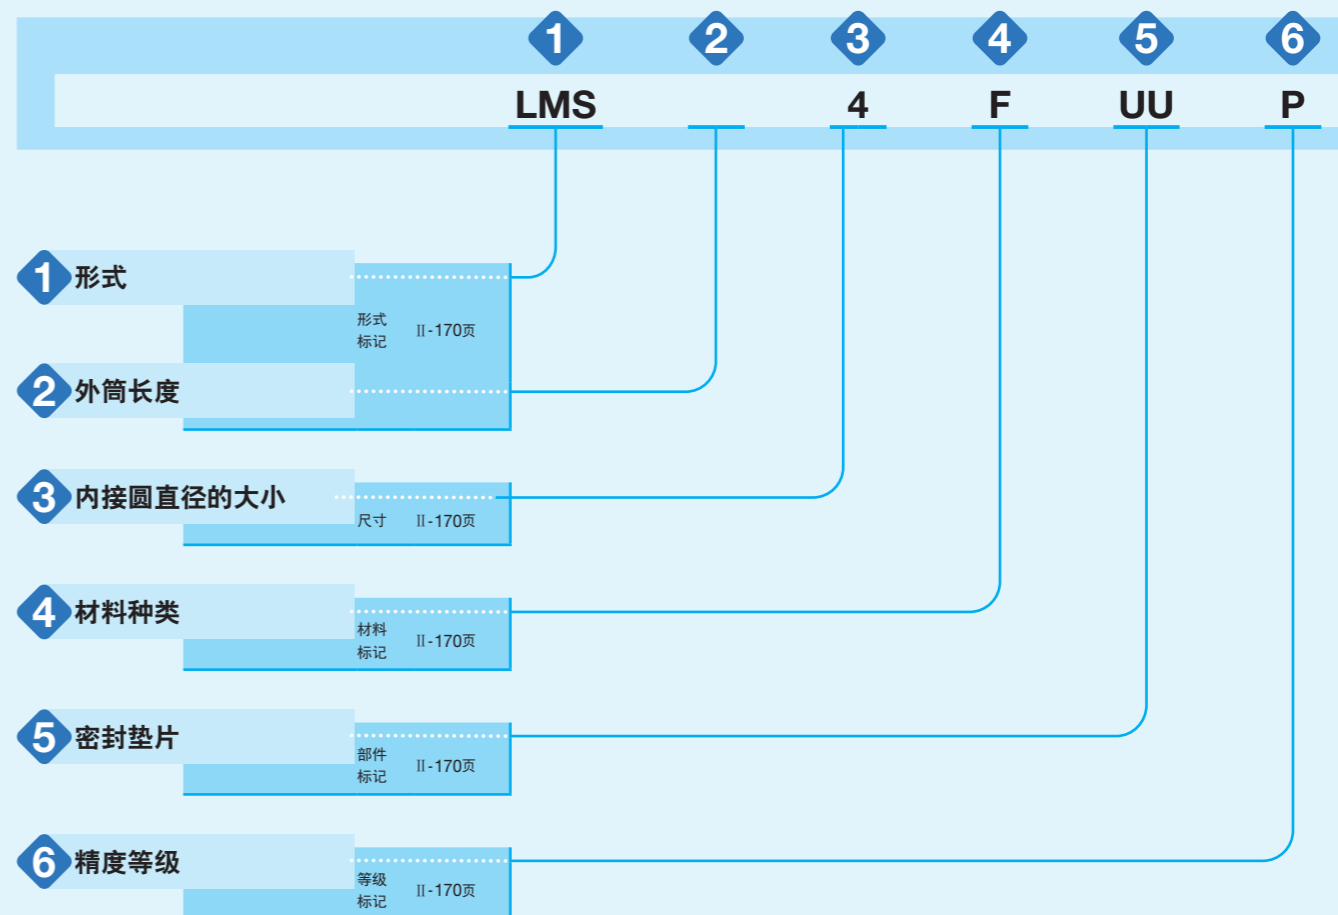 1 2 3 4 5 6
LMS 4 F UU P
1 形式
形式
标记 Ⅱ-170页
2 外筒长度
3 内接圆直径的大小
尺寸 Ⅱ-170页
4 材料种类
材料
标记 Ⅱ-170页
5 密封垫片
部件
标记 Ⅱ-170页
6 精度等级
等级
标记 Ⅱ-170页